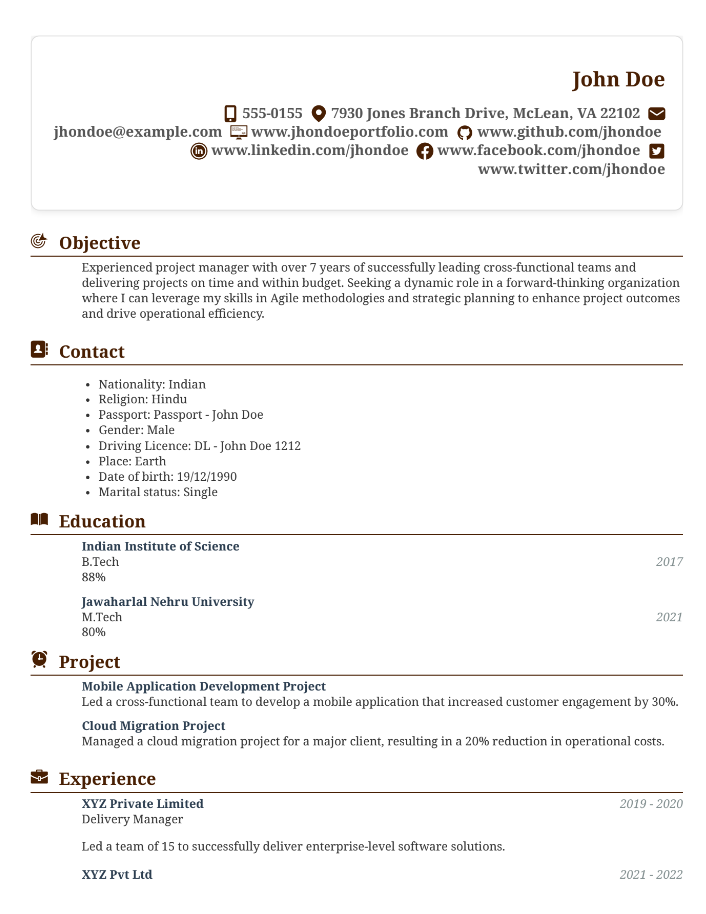 John Doe
555-0155 7930 Jones Branch Drive, McLean, VA 22102
jhondoe@example.com www.jhondoeportfolio.com www.github.com/jhondoe
www.linkedin.com/jhondoe www.facebook.com/jhondoe
www.twitter.com/jhondoe
Objective
Experienced project manager with over 7 years of successfully leading cross-functional teams and
delivering projects on time and within budget. Seeking a dynamic role in a forward-thinking organization
where I can leverage my skills in Agile methodologies and strategic planning to enhance project outcomes
and drive operational efficiency.
Contact
• Nationality: Indian
• Religion: Hindu
• Passport: Passport - John Doe
• Gender: Male
• Driving Licence: DL - John Doe 1212
• Place: Earth
• Date of birth: 19/12/1990
• Marital status: Single
Education
Indian Institute of Science
B.Tech 2017
88%
Jawaharlal Nehru University
M.Tech 2021
80%
Project
Mobile Application Development Project
Led a cross-functional team to develop a mobile application that increased customer engagement by 30%.
Cloud Migration Project
Managed a cloud migration project for a major client, resulting in a 20% reduction in operational costs.
Experience
XYZ Private Limited 2019 - 2020
Delivery Manager
Led a team of 15 to successfully deliver enterprise-level software solutions.
XYZ Pvt Ltd 2021 - 2022